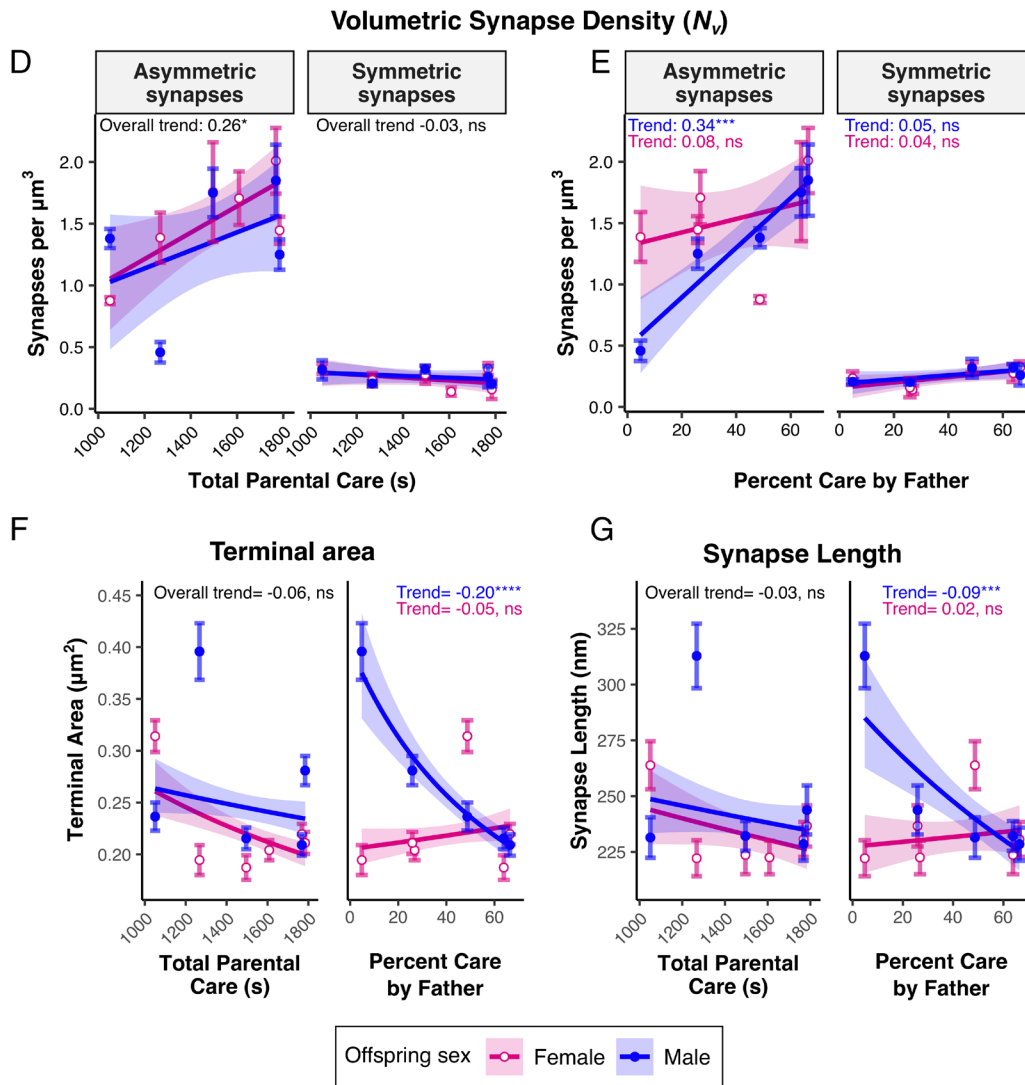 Volumetric Synapse Density (Nv)
D
Asymmetric
synapses
Symmetric
synapses
Overall trend: 0.26*
Overall trend -0.03, ns
Synapses per µm3
2.0
1.5
1.0
0.5
0.0
1000
1200
1400
1600
1800
1000
1200
1400
1600
1800
Total Parental Care (s)
E
Asymmetric
synapses
Symmetric
synapses
Trend: 0.34***
Trend: 0.08, ns
Trend: 0.05, ns
Trend: 0.04, ns
Synapses per µm3
2.0
1.5
1.0
0.5
0.0
0
20
40
60
0
20
40
60
Percent Care by Father
F
Terminal area
Overall trend= -0.06, ns
Trend= -0.20****
Trend= -0.05, ns
Terminal Area (µm2)
0.45
0.40
0.35
0.30
0.25
0.20
1000
1200
1400
1600
1800
0
20
40
60
Total Parental
Care (s)
Percent Care
by Father
G
Synapse Length
Overall trend= -0.03, ns
Trend= -0.09***
Trend= 0.02, ns
Synapse Length (nm)
325
300
275
250
225
1000
1200
1400
1600
1800
0
20
40
60
Total Parental
Care (s)
Percent Care
by Father
Offspring sex
Female
Male